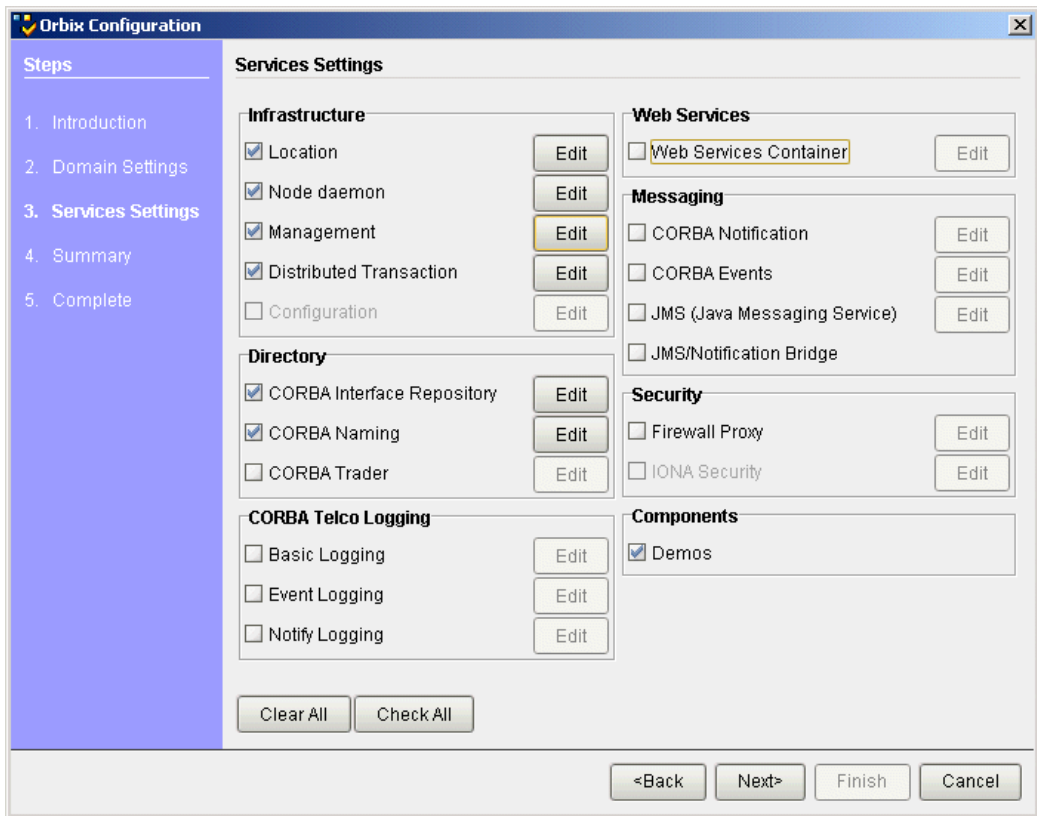 Orbix Configuration
Steps
1. Introduction
2. Domain Settings
3. Services Settings
4. Summary
5. Complete
Services Settings
Infrastructure
Location Edit
Node daemon Edit
Management Edit
Distributed Transaction Edit
Configuration Edit
Directory
CORBA Interface Repository Edit
CORBA Naming Edit
CORBA Trader Edit
CORBA Telco Logging
Basic Logging Edit
Event Logging Edit
Notify Logging Edit
Web Services
Web Services Container Edit
Messaging
CORBA Notification Edit
CORBA Events Edit
JMS (Java Messaging Service) Edit
JMS/Notification Bridge
Security
Firewall Proxy Edit
IONA Security Edit
Components
Demos
Clear All Check All
<Back Next> Finish Cancel